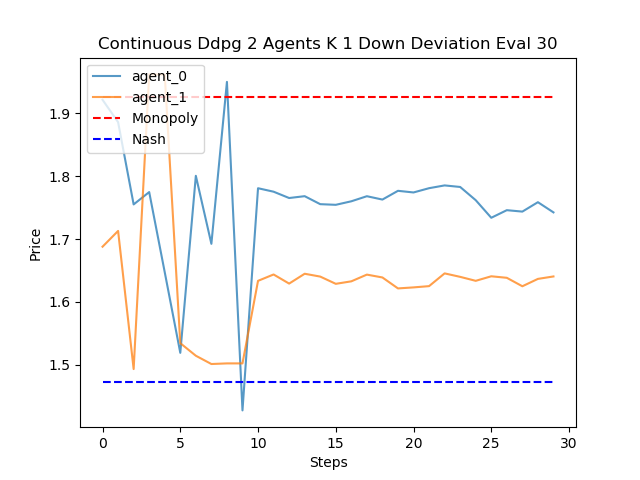 Continuous Ddpg 2 Agents K 1 Down Deviation Eval 30
agent_0
agent_1
Monopoly
Nash
Price
1.9
1.8
1.7
1.6
1.5
0
5
10
15
20
25
30
Steps